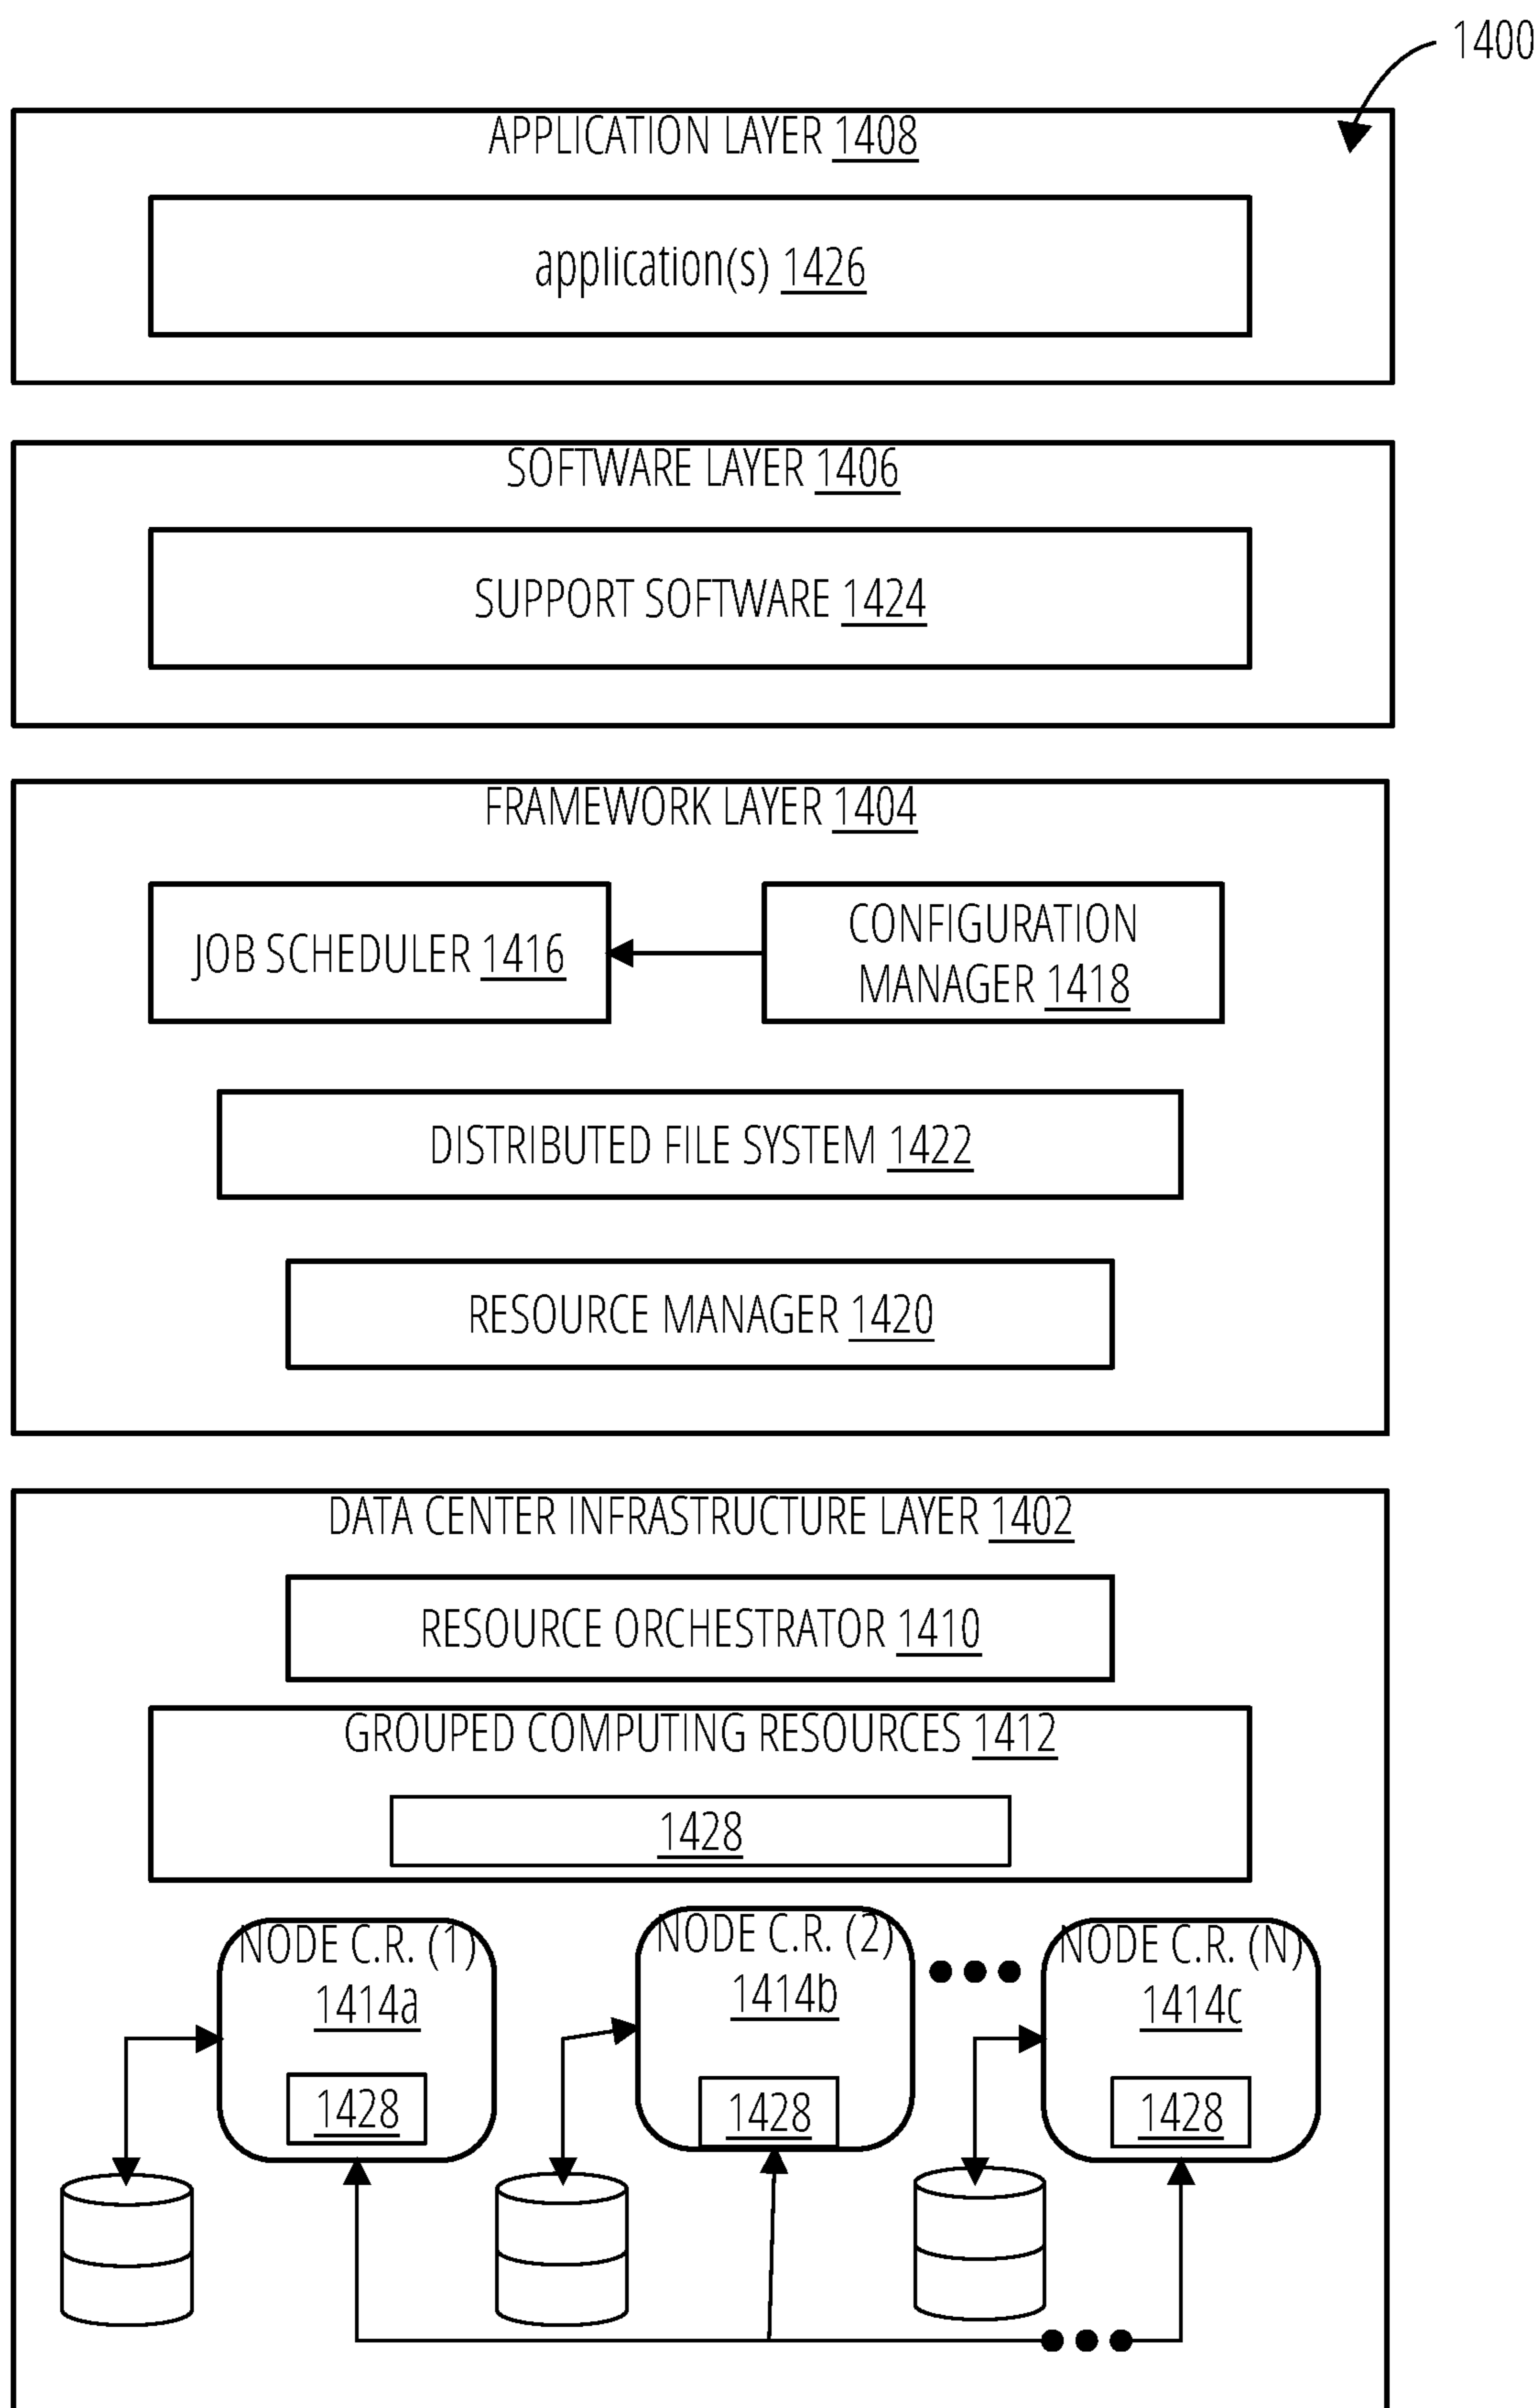 1400
APPLICATION LAYER 1408
application(s) 1426
SOFTWARE LAYER 1406
SUPPORT SOFTWARE 1424
FRAMEWORK LAYER 1404
JOB SCHEDULER 1416
CONFIGURATION
MANAGER 1418
DISTRIBUTED FILE SYSTEM 1422
RESOURCE MANAGER 1420
DATA CENTER INFRASTRUCTURE LAYER 1402
RESOURCE ORCHESTRATOR 1410
GROUPED COMPUTING RESOURCES 1412
1428
NODE C.R. (1)
1414a
1428
NODE C.R. (2)
1414b
1428
NODE C.R. (N)
1414c
1428